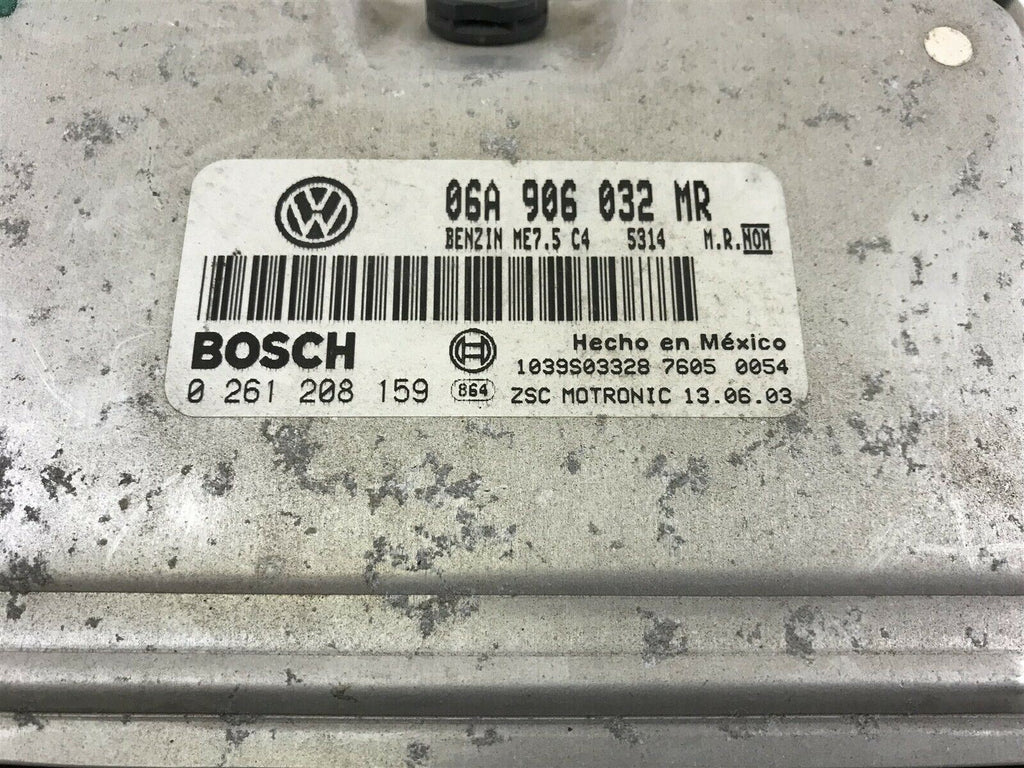 06A 906 032 MR
BENZIN ME7.5 C4 5314 M.R.NOM
BOSCH
Hecho en México
1039S03328 7605 0054
0 261 208 159 864 ZSC MOTRONIC 13.06.03